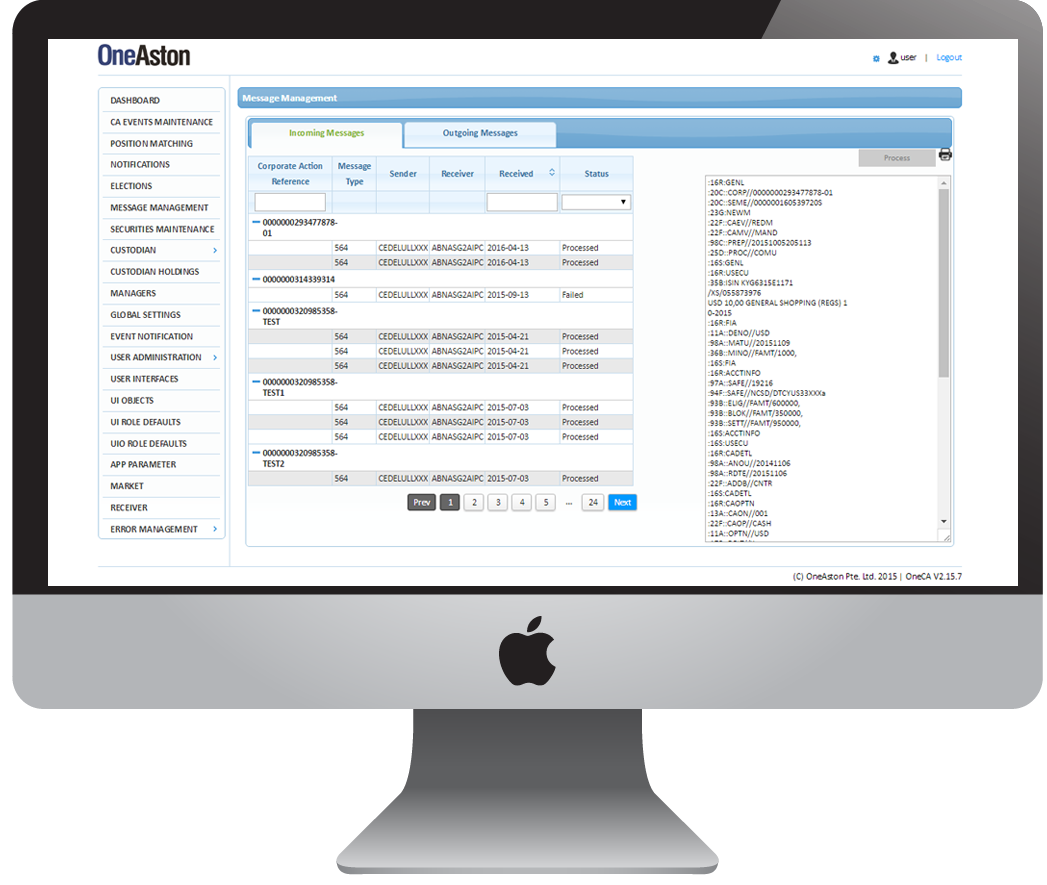 OneAston
user | Logout
DASHBOARD
CA EVENTS MAINTENANCE
POSITION MATCHING
NOTIFICATIONS
ELECTIONS
MESSAGE MANAGEMENT
SECURITIES MAINTENANCE
CUSTODIAN
CUSTODIAN HOLDINGS
MANAGERS
GLOBAL SETTINGS
EVENT NOTIFICATION
USER ADMINISTRATION
USER INTERFACES
UI OBJECTS
UI ROLE DEFAULTS
UIO ROLE DEFAULTS
APP PARAMETER
MARKET
RECEIVER
ERROR MANAGEMENT
Message Management
Incoming Messages Outgoing Messages
Process
Corporate Action Reference Message Type Sender Receiver Received Status
0000000293477878-
01
564 CEDELULLXXX ABNASG2AIPC 2016-04-13 Processed
564 CEDELULLXXX ABNASG2AIPC 2016-04-13 Processed
0000000314339314
564 CEDELULLXXX ABNASG2AIPC 2015-09-13 Failed
0000000320985358-
TEST
564 CEDELULLXXX ABNASG2AIPC 2015-04-21 Processed
564 CEDELULLXXX ABNASG2AIPC 2015-04-21 Processed
564 CEDELULLXXX ABNASG2AIPC 2015-04-21 Processed
0000000320985358-
TEST1
564 CEDELULLXXX ABNASG2AIPC 2015-07-03 Processed
564 CEDELULLXXX ABNASG2AIPC 2015-07-03 Processed
564 CEDELULLXXX ABNASG2AIPC 2015-07-03 Processed
0000000320985358-
TEST2
564 CEDELULLXXX ABNASG2AIPC 2015-07-03 Processed
Prev 1 2 3 4 5 ... 24 Next
:16R:GENL
:20C::CORP//0000000293477878-01
:20C::SEME//000000160539720S
:23G:NEWM
:22F::CAEV//REDM
:22F::CAMV//MAND
:98C::PREP//20151005205113
:25D::PROC//COMU
:16S:GENL
:16R:USECU
:35B:ISIN KYG6315E1171
/XS/055873976
USD 10,00 GENERAL SHOPPING (REGS) 1
0-2015
:16R:FIA
:11A::DENO//USD
:98A::MATU//20151109
:36B::MINO//FAMT/1000,
:16S:FIA
:16R:ACCTINFO
:97A::SAFE//19216
:94F::SAFE//NCSD/DTCYUS33XXXa
:93B::ELIG//FAMT/600000,
:93B::BLOK//FAMT/350000,
:93B::SETT//FAMT/950000,
:16S:ACCTINFO
:16S:USECU
:16R:CADETL
:98A::ANOU//20141106
:98A::RDTE//20151106
:22F::ADDB//CNTR
:16S:CADETL
:16R:CAOPTN
:13A::CAON//001
:22F::CAOP//CASH
:11A::OPTN//USD
(C) OneAston Pte. Ltd. 2015 | OneCA V2.15.7